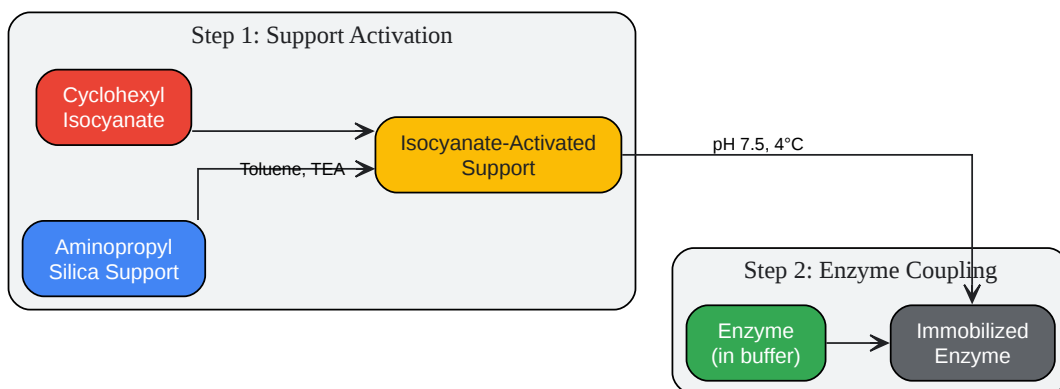 Step 1: Support Activation
Cyclohexyl
Isocyanate
Isocyanate-Activated
Support
Toluene, TEA
Aminopropyl
Silica Support
pH 7.5, 4°C
Step 2: Enzyme Coupling
Enzyme
(in buffer)
Immobilized
Enzyme